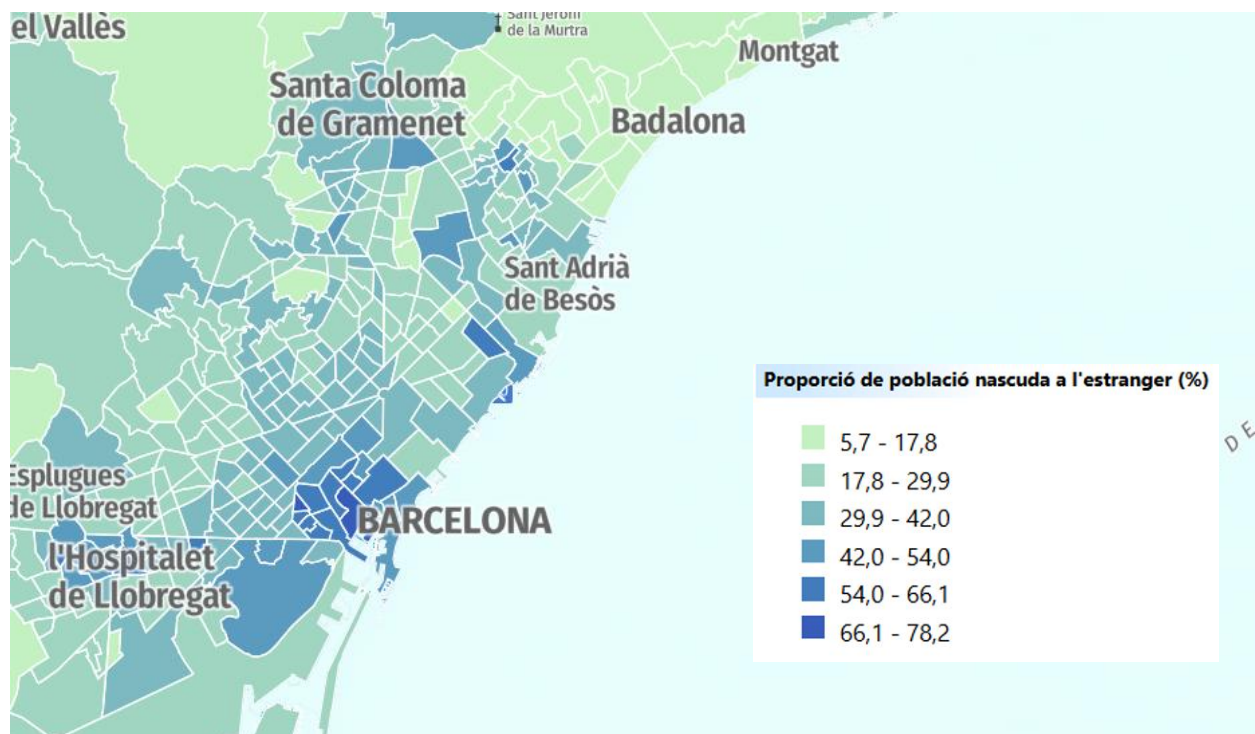 el Vallès
Sant Jeroni
de la Murtra
Montgat
Santa Coloma
de Gramenet
Badalona
Sant Adrià
de Besòs
Proporció de població nascuda a l'estranger (%)
5,7 - 17,8
17,8 - 29,9
29,9 - 42,0
42,0 - 54,0
54,0 - 66,1
66,1 - 78,2
D E
Esplugues
de Llobregat
BARCELONA
l'Hospitalet
de Llobregat